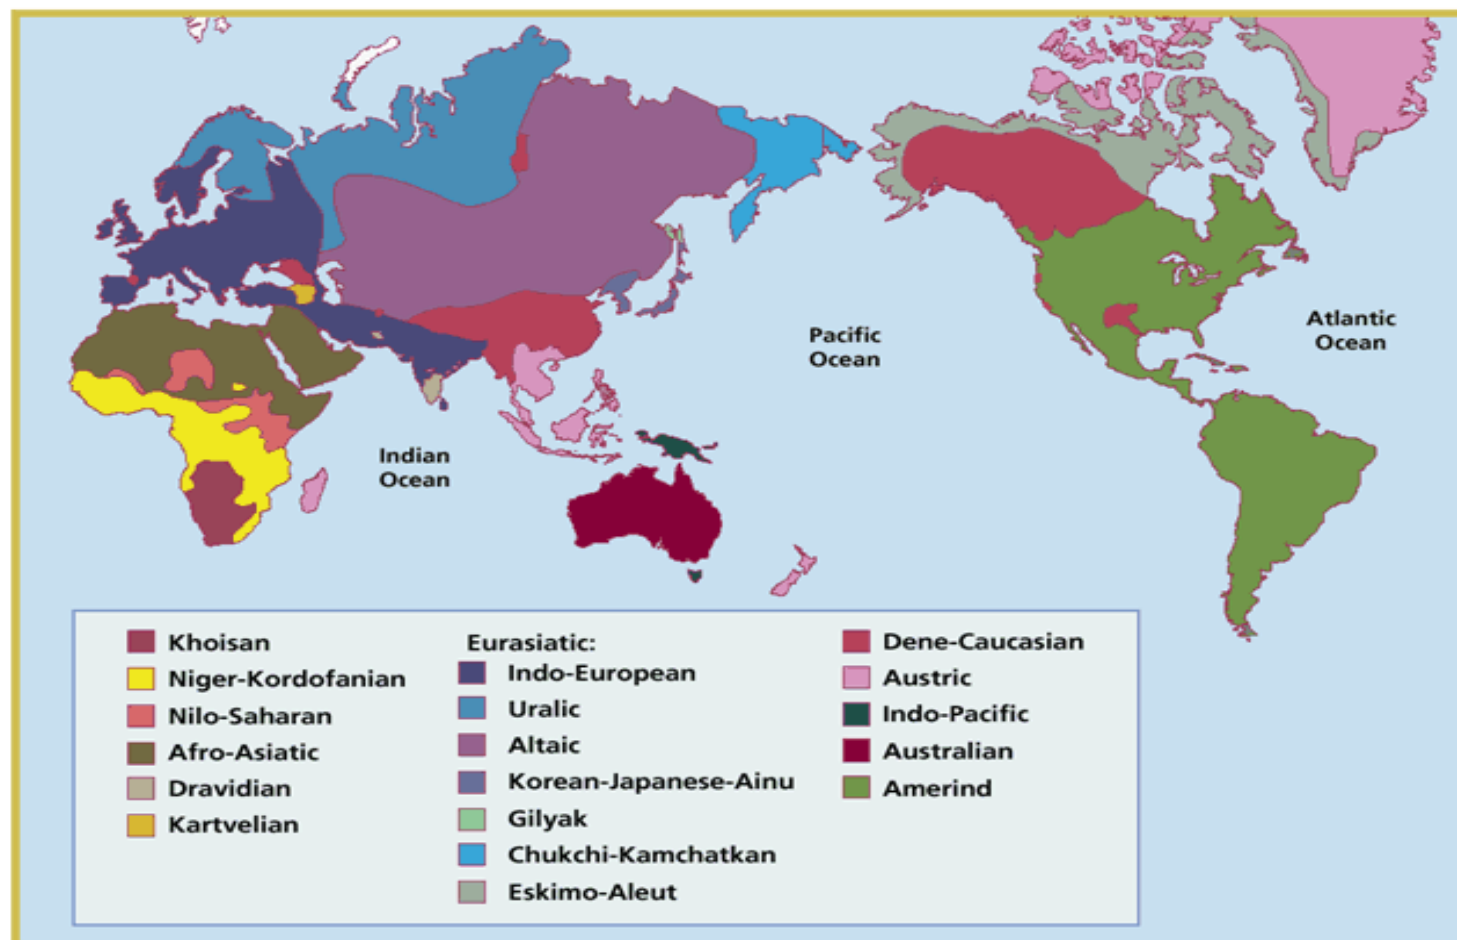 Pacific
Ocean
Atlantic
Ocean
Indian
Ocean
Khoisan
Niger-Kordofanian
Nilo-Saharan
Afro-Asiatic
Dravidian
Kartvelian
Eurasiatic:
Indo-European
Uralic
Altaic
Korean-Japanese-Ainu
Gilyak
Chukchi-Kamchatkan
Eskimo-Aleut
Dene-Caucasian
Austric
Indo-Pacific
Australian
Amerind